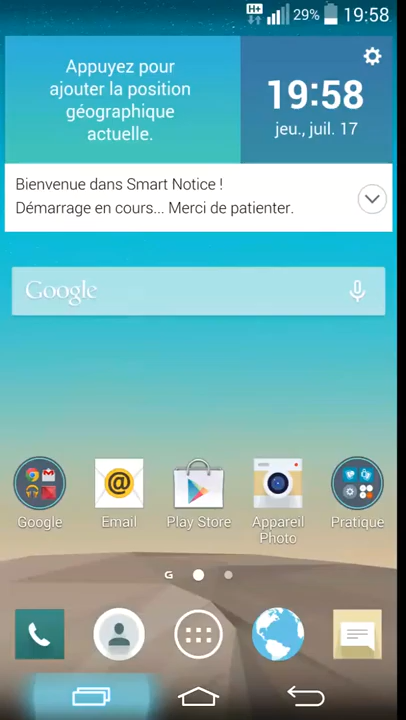 H+ 29% 19:58
Appuyez pour
ajouter la position
géographique
actuelle.
19:58
jeu., juil. 17
Bienvenue dans Smart Notice !
Démarrage en cours... Merci de patienter.
Google
Google
Email
Play Store
Appareil
Photo
Pratique
G